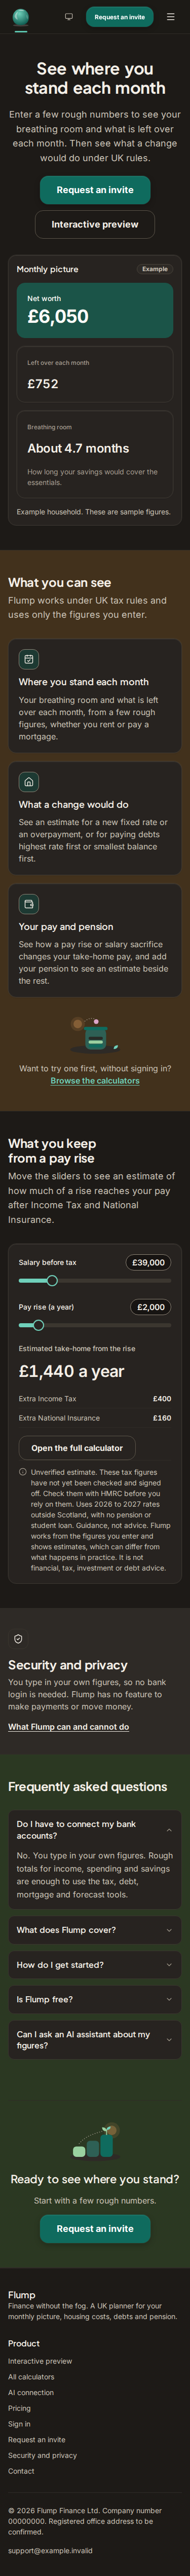 Request an invite
See where you
stand each month
Enter a few rough numbers to see your
breathing room and what is left over
each month. Then see what a change
would do under UK rules.
Request an invite
Interactive preview
Monthly picture
Example
Net worth
£6,050
Left over each month
£752
Breathing room
About 4.7 months
How long your savings would cover the
essentials.
Example household. These are sample figures.
What you can see
Flump works under UK tax rules and
uses only the figures you enter.
Where you stand each month
Your breathing room and what is left
over each month, from a few rough
figures, whether you rent or pay a
mortgage.
What a change would do
See an estimate for a new fixed rate or
an overpayment, or for paying debts
highest rate first or smallest balance
first.
Your pay and pension
See how a pay rise or salary sacrifice
changes your take-home pay, and add
your pension to see an estimate beside
the rest.
Want to try one first, without signing in?
Browse the calculators
What you keep
from a pay rise
Move the sliders to see an estimate of
how much of a rise reaches your pay
after Income Tax and National
Insurance.
Salary before tax
£39,000
Pay rise (a year)
£2,000
Estimated take-home from the rise
£1,440 a year
Extra Income Tax
£400
Extra National Insurance
£160
Open the full calculator
Unverified estimate. These tax figures
have not yet been checked and signed
off. Check them with HMRC before you
rely on them. Uses 2026 to 2027 rates
outside Scotland, with no pension or
student loan. Guidance, not advice. Flump
works from the figures you enter and
shows estimates, which can differ from
what happens in practice. It is not
financial, tax, investment or debt advice.
Security and privacy
You type in your own figures, so no bank
login is needed. Flump has no feature to
make payments or move money.
What Flump can and cannot do
Frequently asked questions
Do I have to connect my bank
accounts?
No. You type in your own figures. Rough
totals for income, spending and savings
are enough to use to use, debt,
mortgage and forecast tools.
What does Flump cover?
How do I get started?
Is Flump free?
Can I ask an AI assistant about my
figures?
Ready to see where you stand?
Start with a few rough numbers.
Request an invite
Flump
Finance without the fog. A UK planner for your
monthly picture, housing costs, debts and pension.
Product
Interactive preview
All calculators
AI connection
Pricing
Sign in
Request an invite
Security and privacy
Contact
© 2026 Flump Finance Ltd. Company number
00000000. Registered office address to be
confirmed.
support@example.invalid